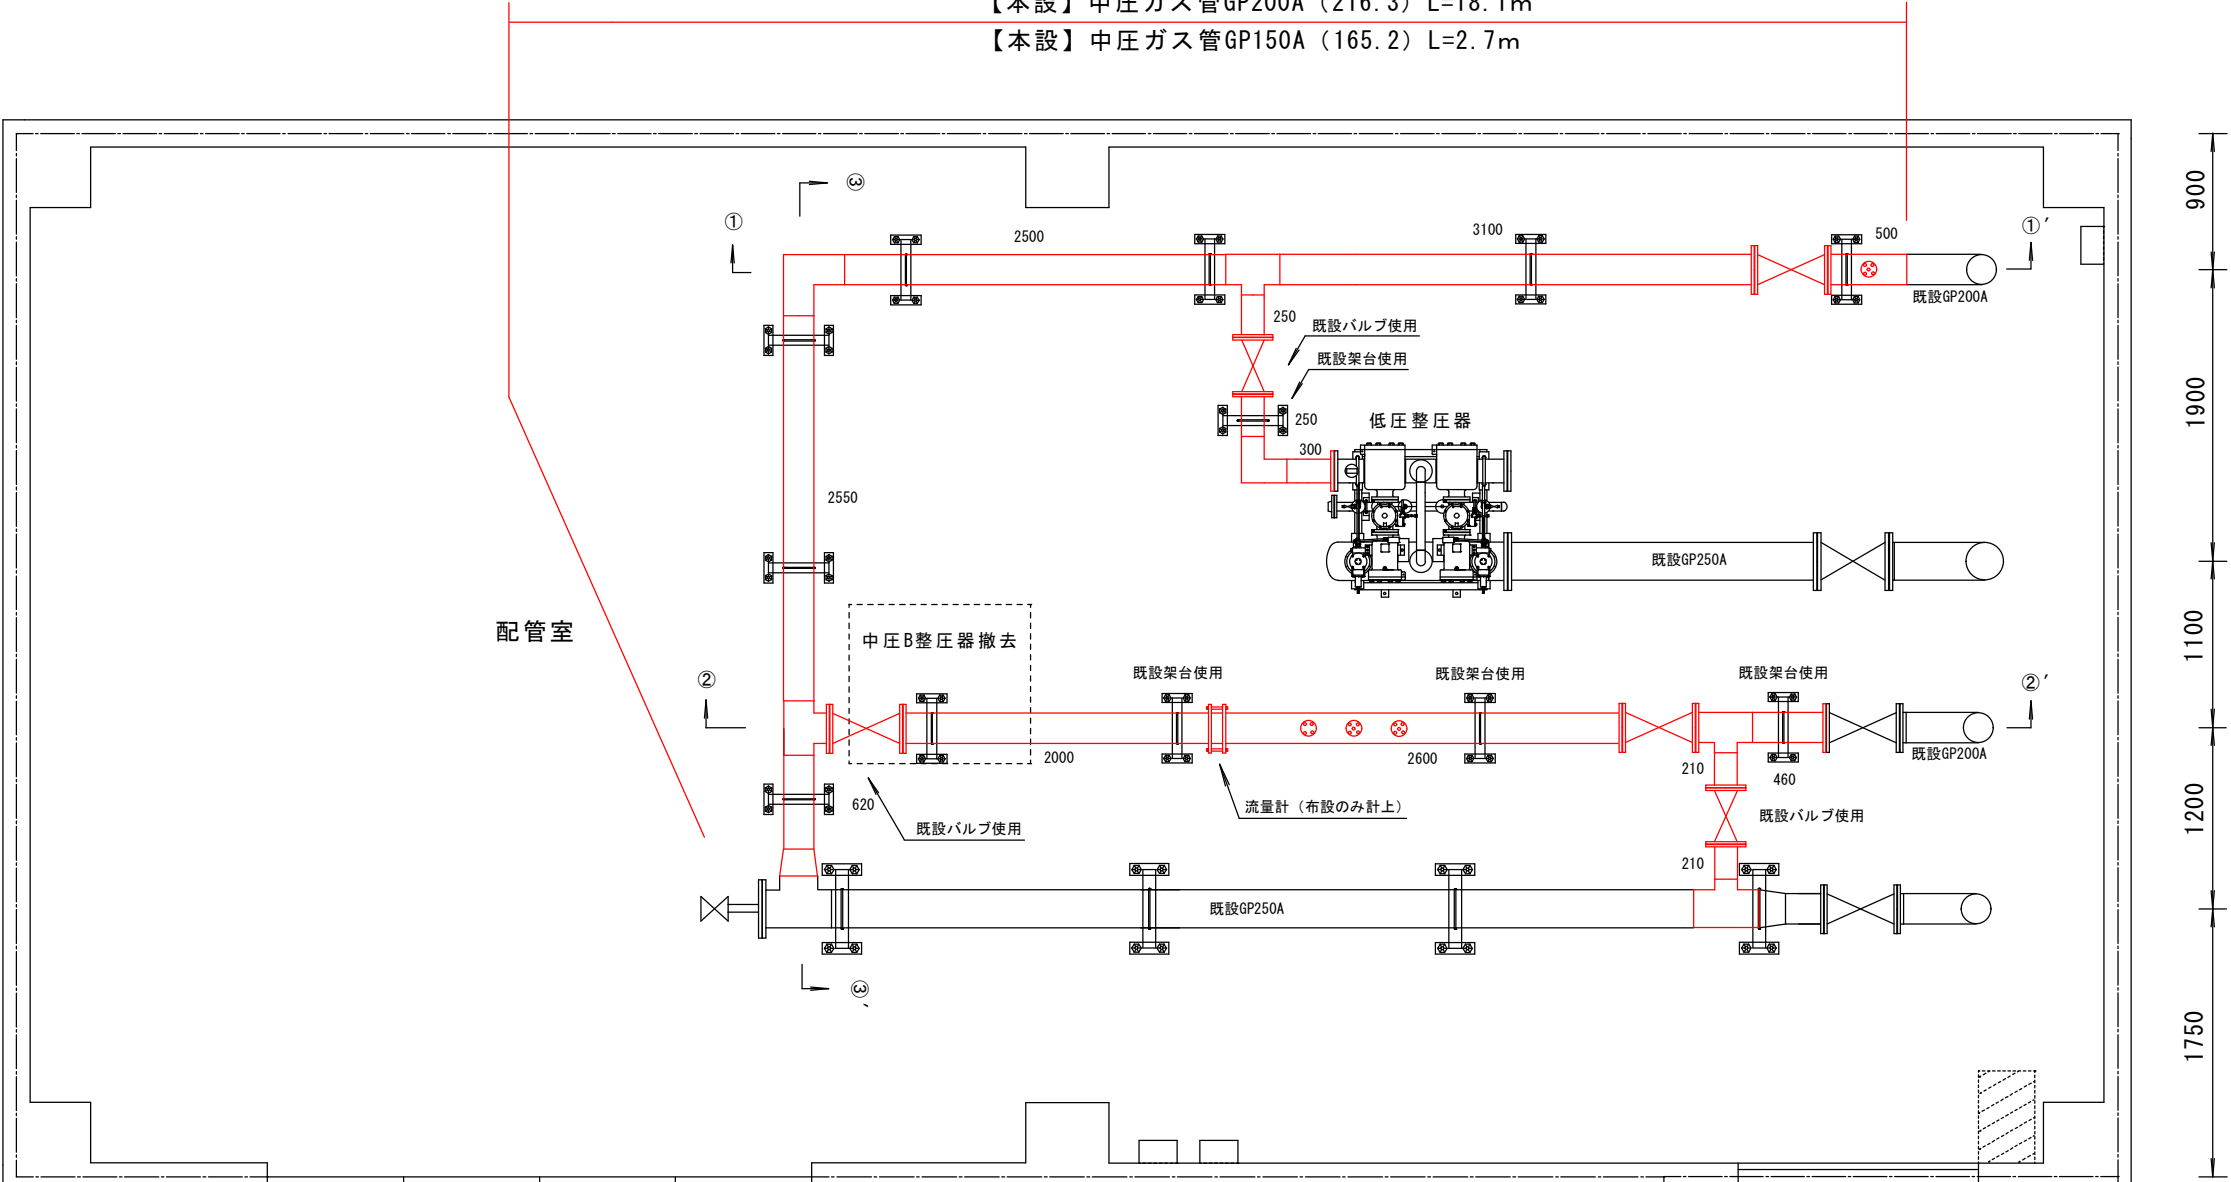 【本設】中圧ガス管GP200A（216.3）L=18.1m
【本設】中圧ガス管GP150A（165.2）L=2.7m
③
①
2500
3100
500
①′
900
既設GP200A
250
既設バルブ使用
既設架台使用
250
低圧整圧器
300
1900
2550
既設GP250A
配管室
中圧B整圧器撤去
1100
②
既設架台使用
既設架台使用
既設架台使用
②′
2000
2600
210
460
既設GP200A
620
流量計（布設のみ計上）
既設バルブ使用
既設バルブ使用
1200
210
既設GP250A
③′
1750